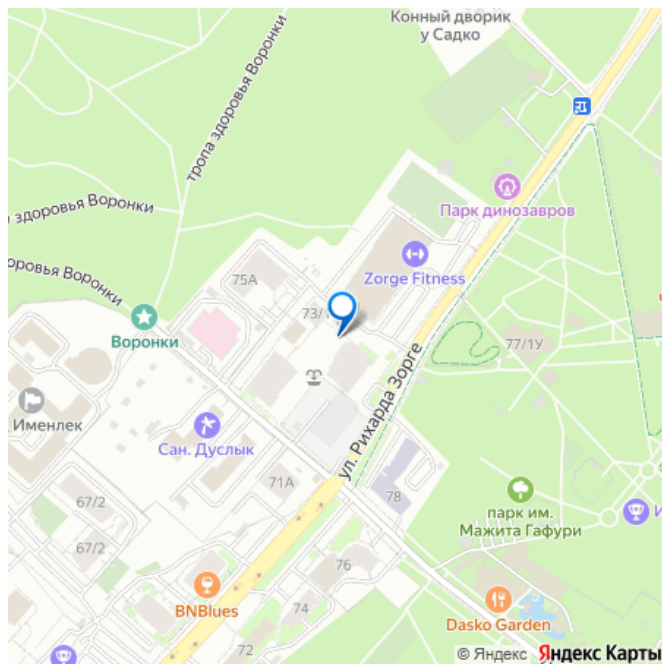 Конный дворик
у Садко
тропа здоровья Воронки
Парк динозавров
здоровья Воронки
Zorge Fitness
75А
73/1
Воронки
77/1У
ул. Рихарда Зорге
Именлек
Сан. Дуслык
71А
78
67/2
парк им.
Мажита Гафури
67/2
76
BNBlues
74
Dasko Garden
72
© Яндекс Яндекс Карты